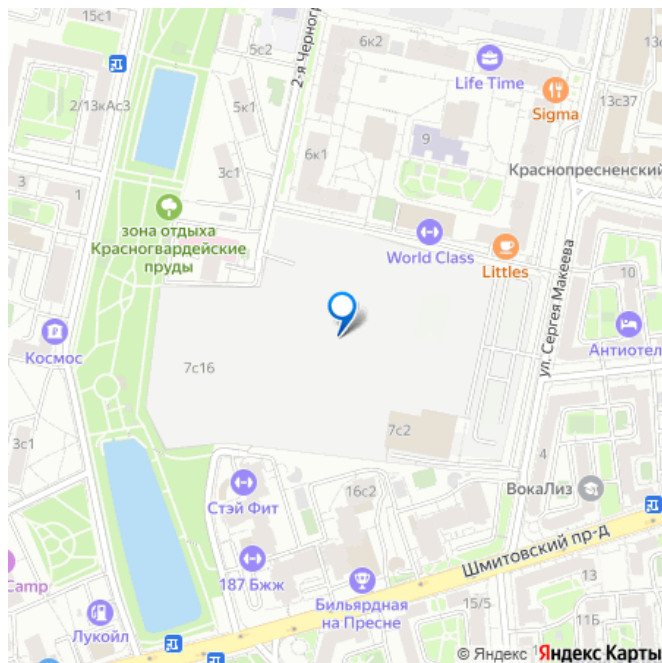 15с1
5с2
2-я Черногр
6к2
Life Time
Sigma
13с37
2/13кАс3
5к1
9
3с1
6к1
Краснопресненский
3
1
зона отдыха
Красногвардейские
пруды
World Class
Littles
ул. Сергея Макеева
10
Космос
Антиотел
7с16
7с2
3с1
4
ВокаЛиз
Стэй Фит
16с2
Шмитовский пр-д
Camp
187 Бжж
13
Бильярдная
на Пресне
15/5
11Б
Лукойл
© Яндекс Яндекс Карты